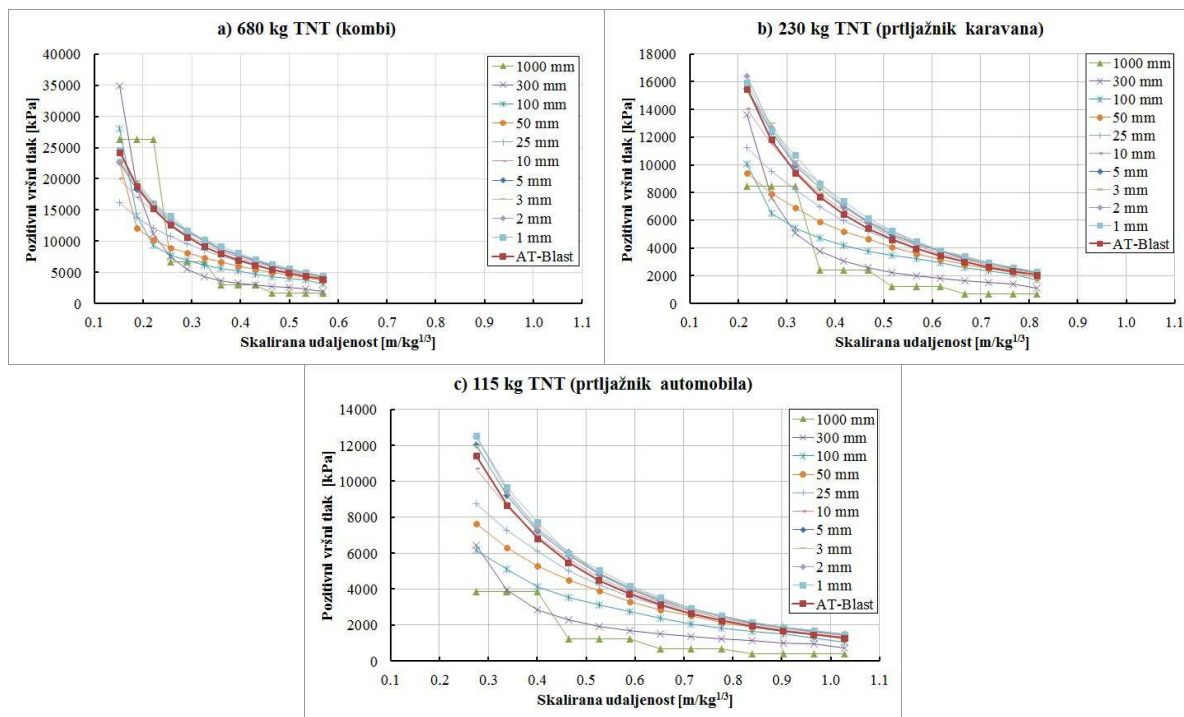 a) 680 kg TNT (kombi)
Pozitivni vršni tlak [kPa]
40000
35000
30000
25000
20000
15000
10000
5000
0
0.1 0.2 0.3 0.4 0.5 0.6 0.7 0.8 0.9 1.0 1.1
Skalirana udaljenost [m/kg^1/3]
1000 mm
300 mm
100 mm
50 mm
25 mm
10 mm
5 mm
3 mm
2 mm
1 mm
AT-Blast
b) 230 kg TNT (prtljažnik karavana)
Pozitivni vršni tlak [kPa]
18000
16000
14000
12000
10000
8000
6000
4000
2000
0
0.1 0.2 0.3 0.4 0.5 0.6 0.7 0.8 0.9 1.0 1.1
Skalirana udaljenost [m/kg^1/3]
1000 mm
300 mm
100 mm
50 mm
25 mm
10 mm
5 mm
3 mm
2 mm
1 mm
AT-Blast
c) 115 kg TNT (prtljažnik automobila)
Pozitivni vršni tlak [kPa]
14000
12000
10000
8000
6000
4000
2000
0
0.1 0.2 0.3 0.4 0.5 0.6 0.7 0.8 0.9 1.0 1.1
Skalirana udaljenost [m/kg^1/3]
1000 mm
300 mm
100 mm
50 mm
25 mm
10 mm
5 mm
3 mm
2 mm
1 mm
AT-Blast